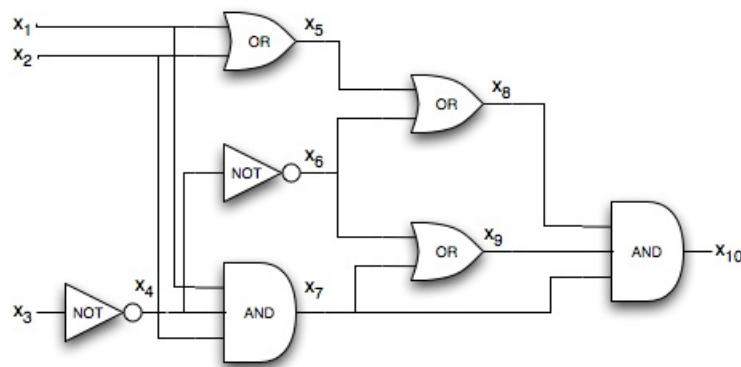 x₁
OR
x₅
x₂
OR
x₈
NOT
x₆
OR
x₉
AND
x₁₀
x₃
NOT
x₄
AND
x₇